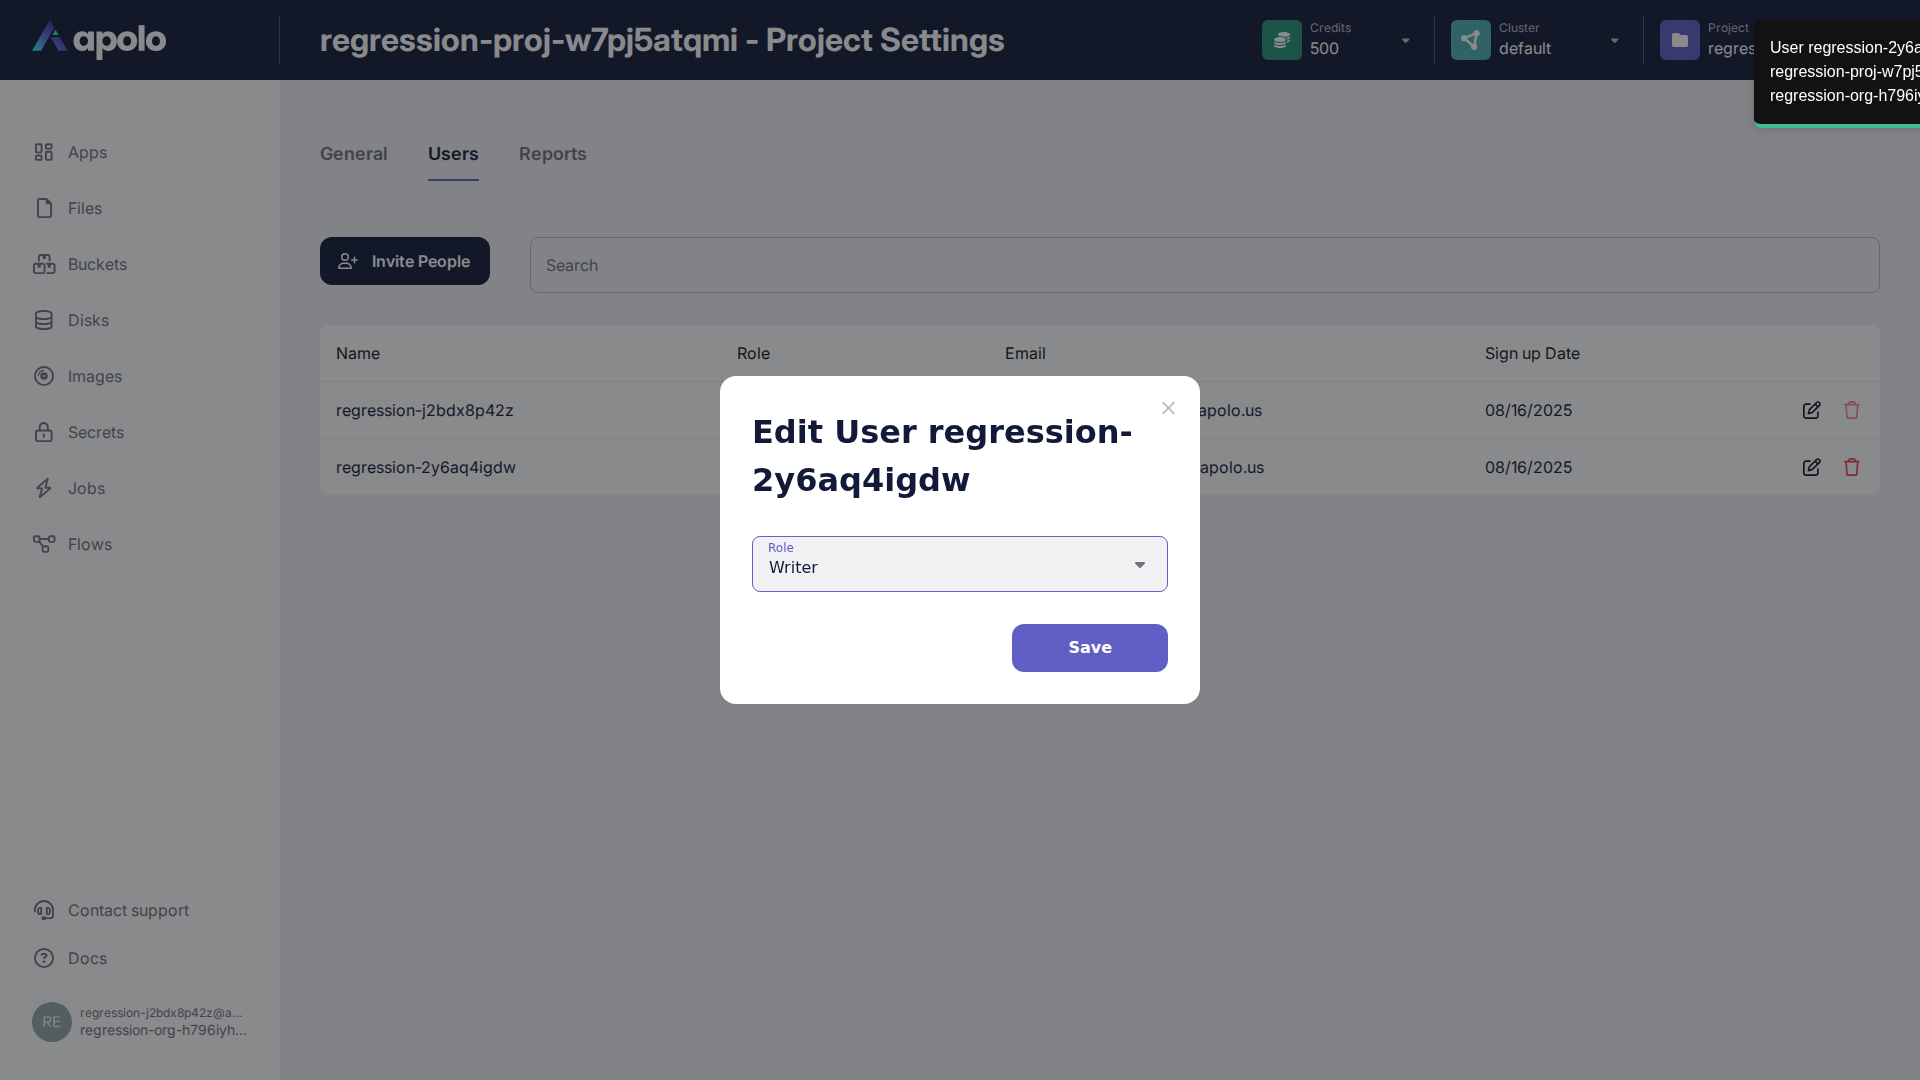 apolo
regression-proj-w7pj5atqmi - Project Settings
Credits
500
Cluster
default
Project
regres
User regression-2y6a
regression-proj-w7pj5
regression-org-h796iy
Apps
Files
Buckets
Disks
Images
Secrets
Jobs
Flows
Contact support
Docs
RE
regression-j2bdx8p42z@a...
regression-org-h796iyh...
General Users Reports
Invite People
Search
Name Role Email Sign up Date
regression-j2bdx8p42z apolo.us 08/16/2025
regression-2y6aq4igdw apolo.us 08/16/2025
Edit User regression-
2y6aq4igdw
Role
Writer
Save